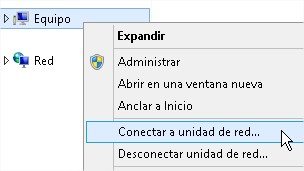 Equipo
Expandir
Red
Administrar
Abrir en una ventana nueva
Anclar a Inicio
Conectar a unidad de red...
Desconectar unidad de red...